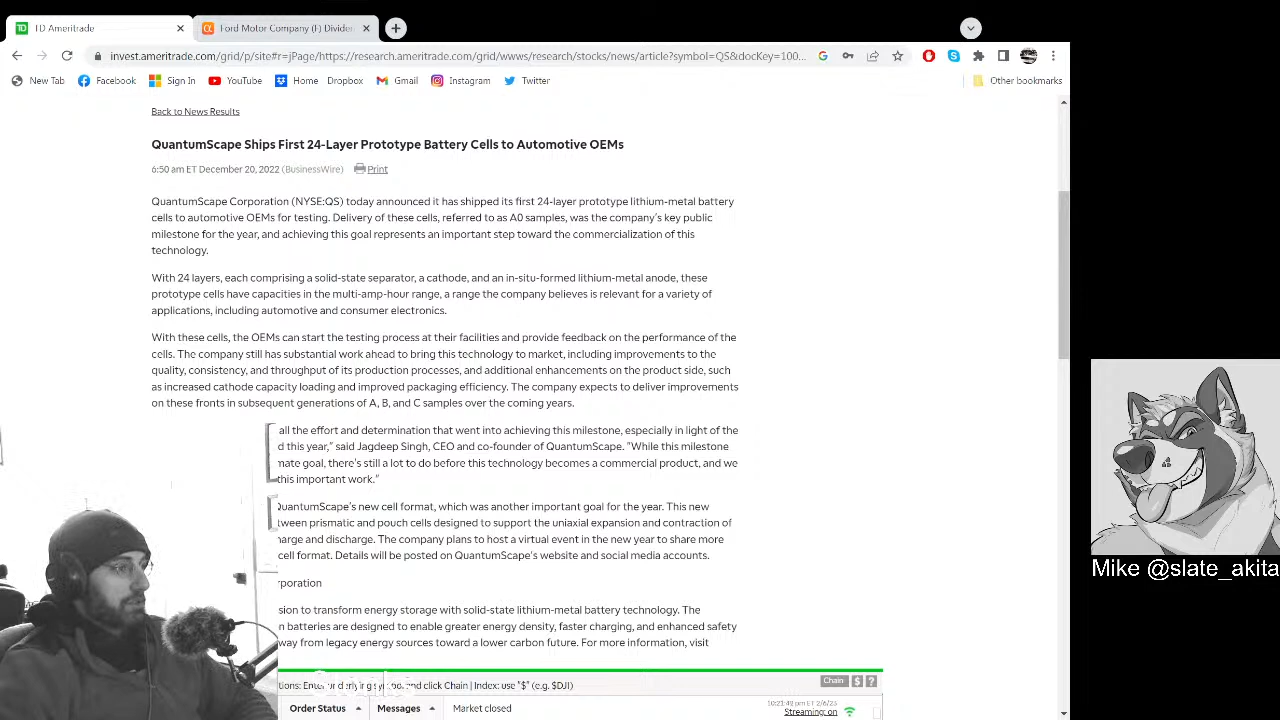 TD Ameritrade
Ford Motor Company (F) Divider
invest.ameritrade.com/grid/p/site#r=jPage/https://research.ameritrade.com/grid/wwws/research/stocks/news/article?symbol=QS&docKey=100...
New Tab Facebook Sign In YouTube Home Dropbox Gmail Instagram Twitter Other bookmarks
Back to News Results
QuantumScape Ships First 24-Layer Prototype Battery Cells to Automotive OEMs
6:50 am ET December 20, 2022 (BusinessWire) Print
QuantumScape Corporation (NYSE:QS) today announced it has shipped its first 24-layer prototype lithium-metal battery
cells to automotive OEMs for testing. Delivery of these cells, referred to as A0 samples, was the company's key public
milestone for the year, and achieving this goal represents an important step toward the commercialization of this
technology.
With 24 layers, each comprising a solid-state separator, a cathode, and an in-situ-formed lithium-metal anode, these
prototype cells have capacities in the multi-amp-hour range, a range the company believes is relevant for a variety of
applications, including automotive and consumer electronics.
With these cells, the OEMs can start the testing process at their facilities and provide feedback on the performance of the
cells. The company still has substantial work ahead to bring this technology to market, including improvements to the
quality, consistency, and throughput of its production processes, and additional enhancements on the product side, such
as increased cathode capacity loading and improved packaging efficiency. The company expects to deliver improvements
on these fronts in subsequent generations of A, B, and C samples over the coming years.
all the effort and determination that went into achieving this milestone, especially in light of the
d this year," said Jagdeep Singh, CEO and co-founder of QuantumScape. "While this milestone
mate goal, there's still a lot to do before this technology becomes a commercial product, and we
this important work."
QuantumScape's new cell format, which was another important goal for the year. This new
tween prismatic and pouch cells designed to support the uniaxial expansion and contraction of
harge and discharge. The company plans to host a virtual event in the new year to share more
cell format. Details will be posted on QuantumScape's website and social media accounts.
rporation
sion to transform energy storage with solid-state lithium-metal battery technology. The
n batteries are designed to enable greater energy density, faster charging, and enhanced safety
way from legacy energy sources toward a lower carbon future. For more information, visit
Mike @slate_akita
and click Chain | Index: use "$" (e.g. $DJI) Chain $ ?
Order Status Messages Market closed
10:21:49 pm ET 2/6/23
Streaming: on